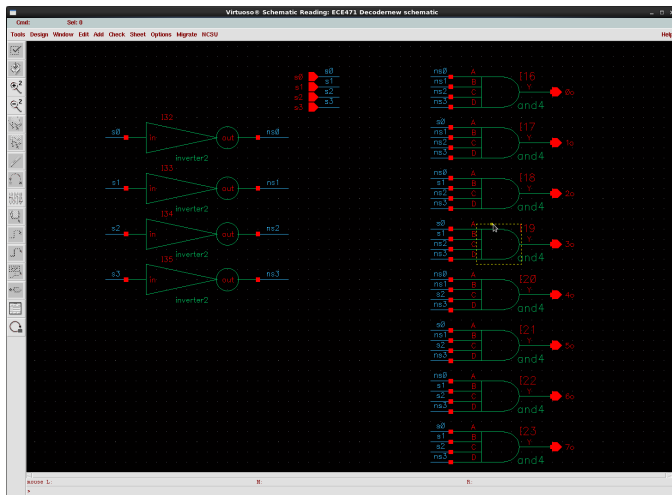 Virtuoso® Schematic Reading: ECE471 Decodernew schematic
Cmd: Sel: 0
Tools Design Window Edit Add Check Sheet Options Migrate NCSU Help
s0 s0
s1 s1
s2 s2
s3 s3
I32
s0 in out ns0
inverter2
I33
s1 in out ns1
inverter2
I34
s2 in out ns2
inverter2
I35
s3 in out ns3
inverter2
ns0 A I16
ns1 B Y
ns2 C 0o
ns3 D and4
s0 A I17
ns1 B Y
ns2 C 1o
ns3 D and4
ns0 A I18
s1 B Y
ns2 C 2o
ns3 D and4
s0 A I19
s1 B Y
ns2 C 3o
ns3 D and4
ns0 A I20
ns1 B Y
s2 C 4o
ns3 D and4
s0 A I21
ns1 B Y
s2 C 5o
ns3 D and4
ns0 A I22
s1 B Y
s2 C 6o
ns3 D and4
s0 A I23
s1 B Y
s2 C 7o
ns3 D and4
mouse L: M: R:
>